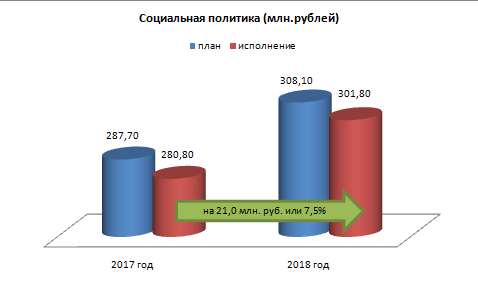 Социальная политика (млн.рублей)
план исполнение
308,10
301,80
287,70
280,80
на 21,0 млн. руб. или 7,5%
2017 год 2018 год